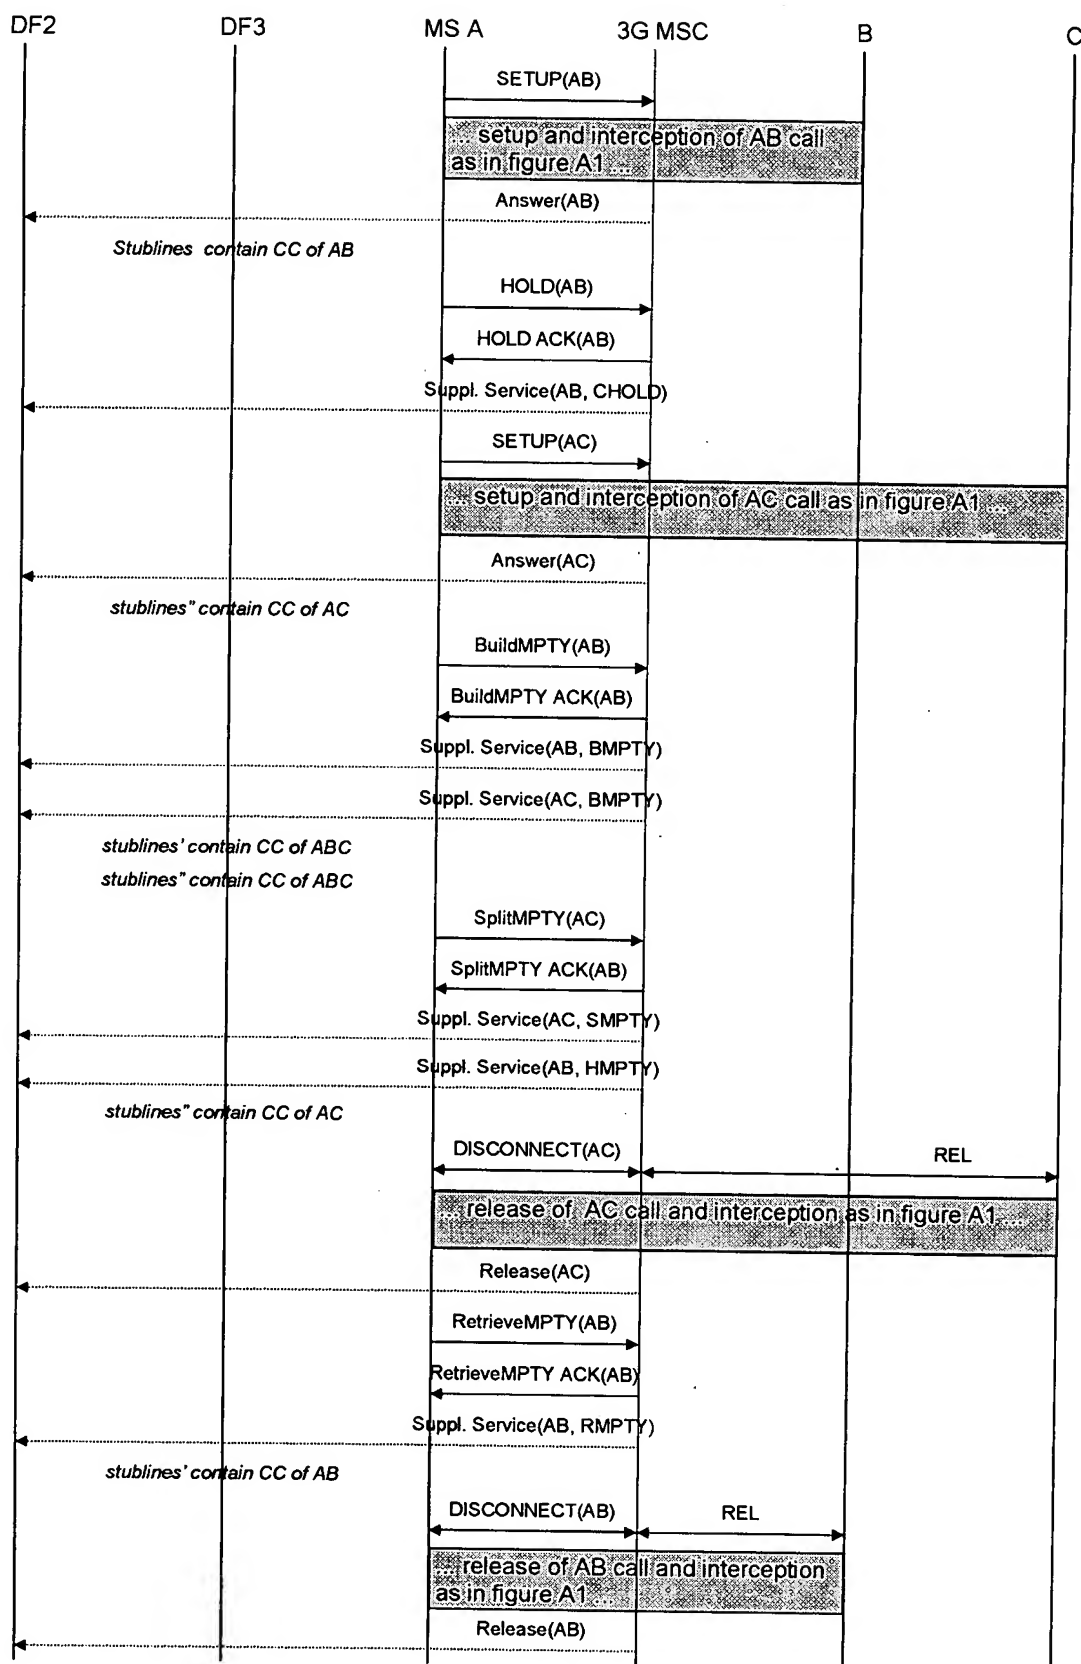 DF2 DF3 MS A 3G MSC B C
SETUP(AB)
... setup and interception of AB call
as in figure A1 ...
Answer(AB)
Stublines contain CC of AB
HOLD(AB)
HOLD ACK(AB)
Suppl. Service(AB, CHOLD)
SETUP(AC)
... setup and interception of AC call as in figure A1 ...
Answer(AC)
stublines" contain CC of AC
BuildMPTY(AB)
BuildMPTY ACK(AB)
Suppl. Service(AB, BMPTY)
Suppl. Service(AC, BMPTY)
stublines' contain CC of ABC
stublines" contain CC of ABC
SplitMPTY(AC)
SplitMPTY ACK(AB)
Suppl. Service(AC, SMPTY)
Suppl. Service(AB, HMPTY)
stublines" contain CC of AC
DISCONNECT(AC) REL
... release of AC call and interception as in figure A1 ...
Release(AC)
RetrieveMPTY(AB)
RetrieveMPTY ACK(AB)
Suppl. Service(AB, RMPTY)
stublines' contain CC of AB
DISCONNECT(AB) REL
... release of AB call and interception
as in figure A1 ...
Release(AB)